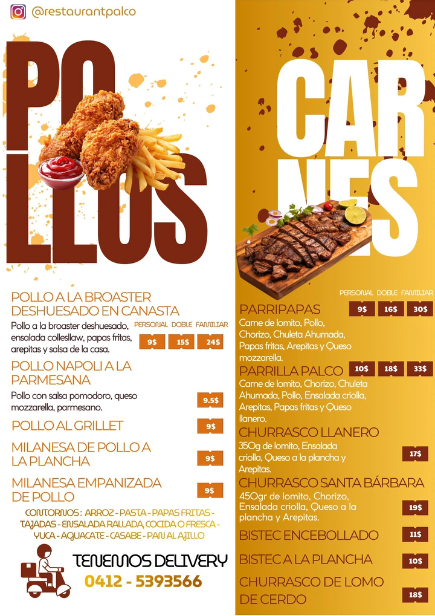 @restaurantpalco
PO
LLOS
POLLO A LA BROASTER
DESHUESADO EN CANASTA
Pollo a la broaster deshuesado,
ensalada collesllaw, papas fritas,
arepitas y salsa de la casa.
PERSONAL DOBLE FAMILIAR
9$ 15$ 24$
POLLO NAPOLI A LA
PARMESANA
Pollo con salsa pomodoro, queso
mozzarella, parmesano.
9.5$
POLLO AL GRILLET
9$
MILANESA DE POLLO A
LA PLANCHA
9$
MILANESA EMPANIZADA
DE POLLO
9$
CONTORNOS: ARROZ - PASTA - PAPAS FRITAS -
TAJADAS - ENSALADA RALLADA, COCIDA O FRESCA -
YUCA - AGUACATE - CASABE - PAN AL AJILLO
TENEMOS DELIVERY
0412 - 5393566
CAR
NES
PERSONAL DOBLE FAMILIAR
PARRIPAPAS 9$ 16$ 30$
Carne de lomito, Pollo,
Chorizo, Chuleta Ahumada,
Papas fritas, Arepitas y Queso
mozzarella.
PARRILLA PALCO 10$ 18$ 33$
Carne de lomito, Chorizo, Chuleta
Ahumada, Pollo, Ensalada criolla,
Arepitas, Papas fritas y Queso
llanero.
CHURRASCO LLANERO
350g de lomito, Ensalada
criolla, Queso a la plancha y
Arepitas.
17$
CHURRASCO SANTA BÁRBARA
450gr de lomito, Chorizo,
Ensalada criolla, Queso a la
plancha y Arepitas.
19$
BISTEC ENCEBOLLADO 11$
BISTEC A LA PLANCHA 10$
CHURRASCO DE LOMO
DE CERDO
18$